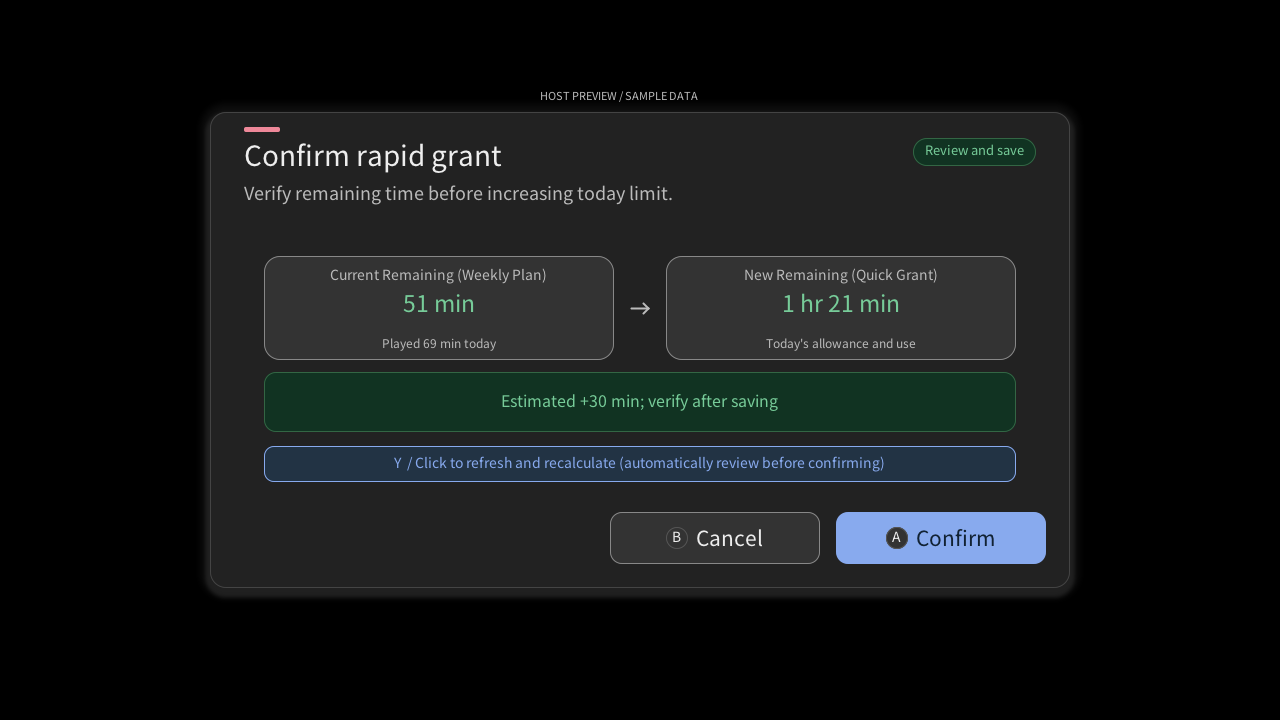 HOST PREVIEW / SAMPLE DATA
Confirm rapid grant
Review and save
Verify remaining time before increasing today limit.
Current Remaining (Weekly Plan)
51 min
Played 69 min today
→
New Remaining (Quick Grant)
1 hr 21 min
Today's allowance and use
Estimated +30 min; verify after saving
Y / Click to refresh and recalculate (automatically review before confirming)
B Cancel
A Confirm